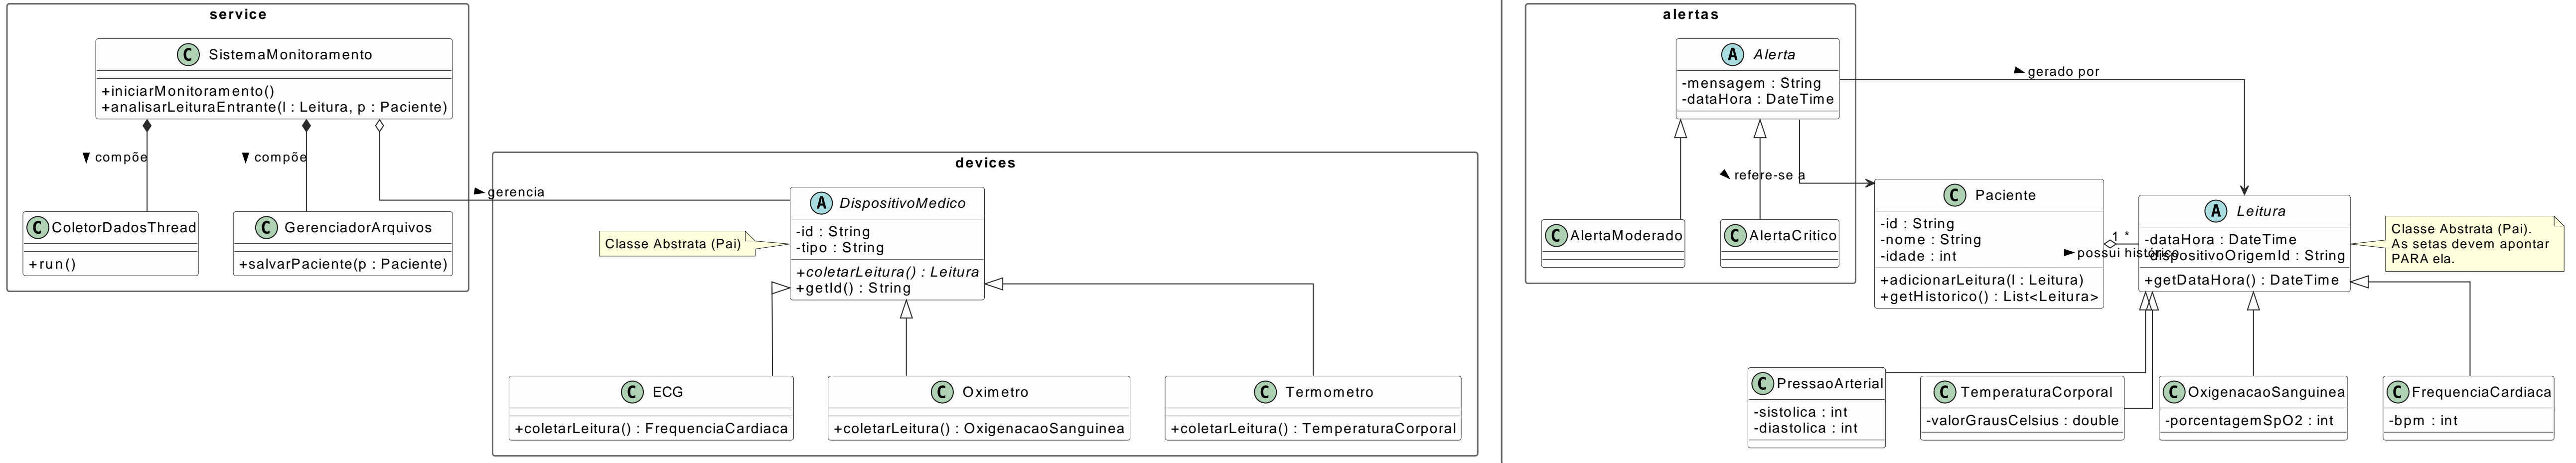 service
C SistemaMonitoramento
+iniciarMonitoramento()
+analisarLeituraEntrante(l : Leitura, p : Paciente)
compõe
compõe
C ColetorDadosThread
+run()
C GerenciadorArquivos
+salvarPaciente(p : Paciente)
gerencia
devices
A DispositivoMedico
-id : String
-tipo : String
+coletarLeitura() : Leitura
+getId() : String
Classe Abstrata (Pai)
C ECG
+coletarLeitura() : FrequenciaCardiaca
C Oximetro
+coletarLeitura() : OxigenacaoSanguinea
C Termometro
+coletarLeitura() : TemperaturaCorporal
alertas
A Alerta
-mensagem : String
-dataHora : DateTime
gerado por
refere-se a
C AlertaModerado
C AlertaCritico
C Paciente
-id : String
-nome : String
-idade : int
+adicionarLeitura(l : Leitura)
+getHistorico() : List<Leitura>
1 *
possui histórico
A Leitura
-dataHora : DateTime
-dispositivoOrigemId : String
+getDataHora() : DateTime
Classe Abstrata (Pai).
As setas devem apontar
PARA ela.
C PressaoArterial
-sistolica : int
-diastolica : int
C TemperaturaCorporal
-valorGrausCelsius : double
C OxigenacaoSanguinea
-porcentagemSpO2 : int
C FrequenciaCardiaca
-bpm : int